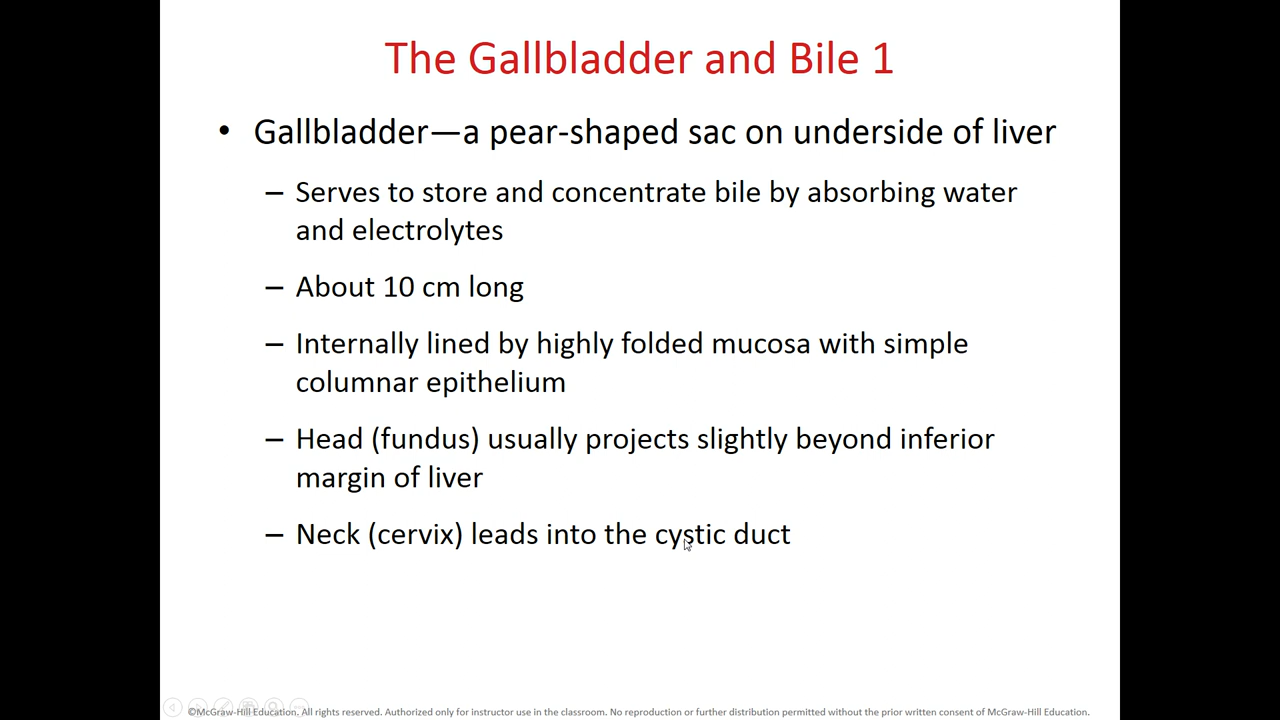 The Gallbladder and Bile 1
• Gallbladder—a pear-shaped sac on underside of liver
– Serves to store and concentrate bile by absorbing water
and electrolytes
– About 10 cm long
– Internally lined by highly folded mucosa with simple
columnar epithelium
– Head (fundus) usually projects slightly beyond inferior
margin of liver
– Neck (cervix) leads into the cystic duct
©McGraw-Hill Education. All rights reserved. Authorized only for instructor use in the classroom. No reproduction or further distribution permitted without the prior written consent of McGraw-Hill Education.